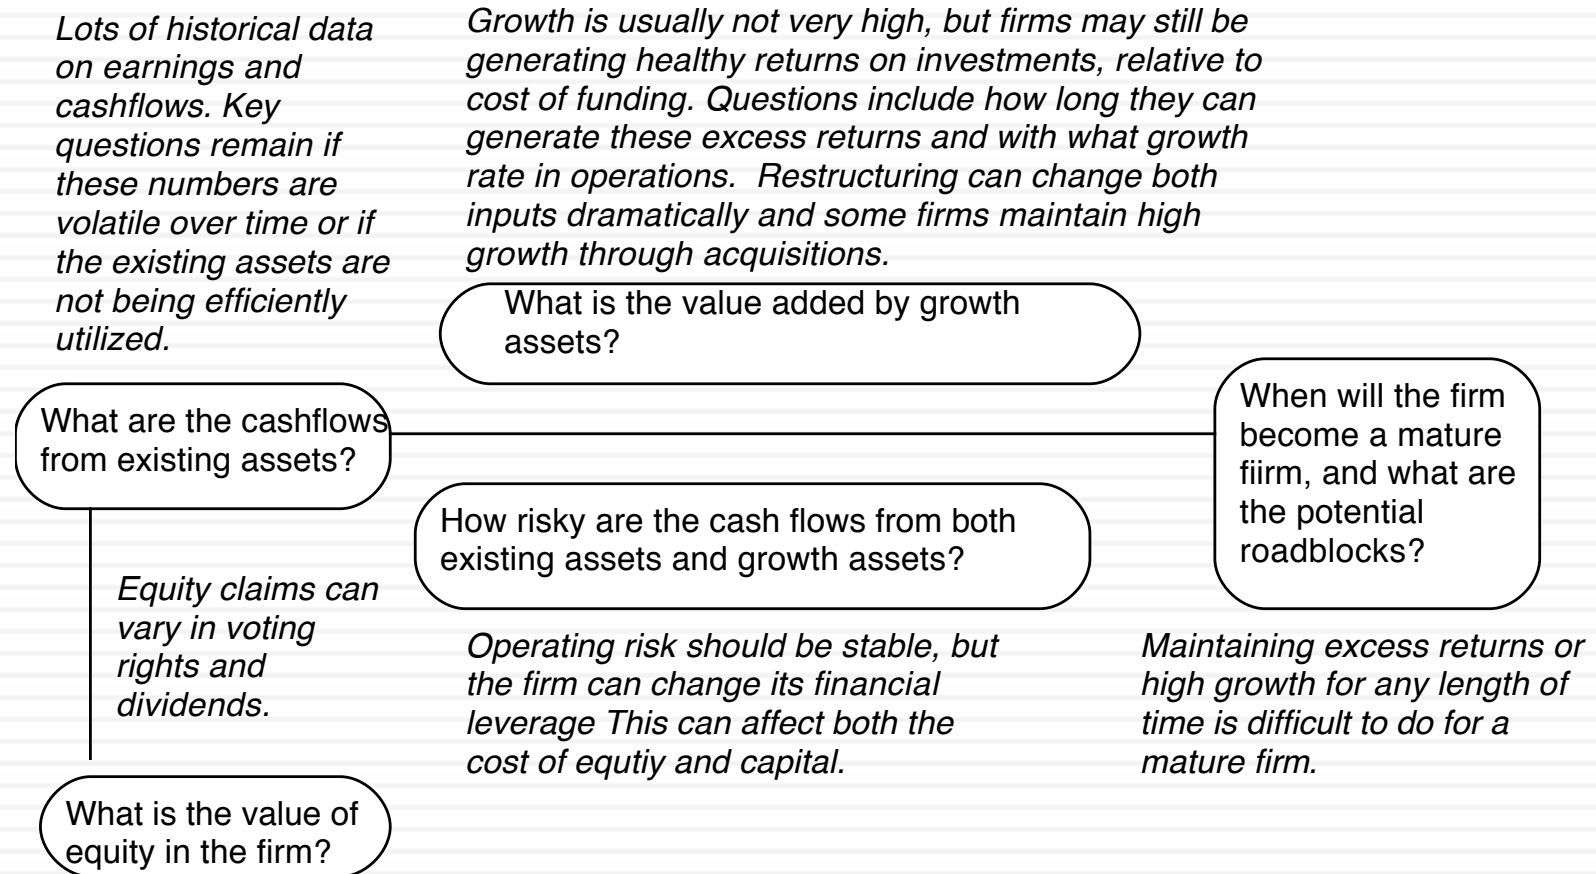 Lots of historical data
on earnings and
cashflows. Key
questions remain if
these numbers are
volatile over time or if
the existing assets are
not being efficiently
utilized.
Growth is usually not very high, but firms may still be
generating healthy returns on investments, relative to
cost of funding. Questions include how long they can
generate these excess returns and with what growth
rate in operations.  Restructuring can change both
inputs dramatically and some firms maintain high
growth through acquisitions.
What is the value added by growth
assets?
What are the cashflows
from existing assets?
When will the firm
become a mature
fiirm, and what are
the potential
roadblocks?
How risky are the cash flows from both
existing assets and growth assets?
Equity claims can
vary in voting
rights and
dividends.
Operating risk should be stable, but
the firm can change its financial
leverage This can affect both the
cost of equtiy and capital.
Maintaining excess returns or
high growth for any length of
time is difficult to do for a
mature firm.
What is the value of
equity in the firm?